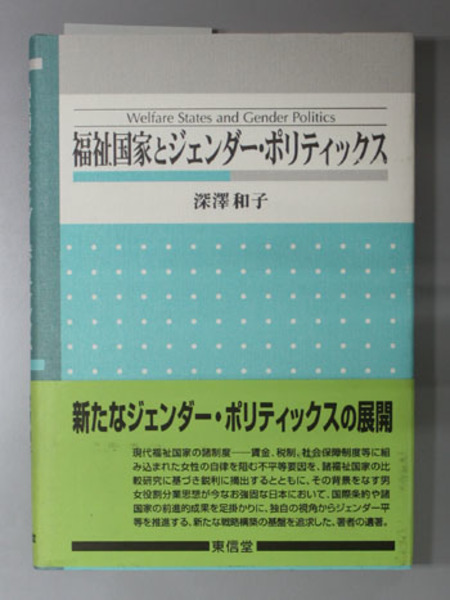 Welfare States and Gender Politics
福祉国家とジェンダー・ポリティックス
深澤和子
新たなジェンダー・ポリティックスの展開
現代福祉国家の諸制度――賃金、税制、社会保障制度等に組
み込まれた女性の自律を阻む不平等要因を、諸福祉国家の比
較研究に基づき鋭利に摘出するとともに、その背景をなす男
女役割分業思想が今なお強固な日本において、国際条約や諸
国家の前進的成果を足掛かりに、独自の視角からジェンダー平
等を推進する、新たな戦略構築の基盤を追求した、著者の遺著。
東信堂